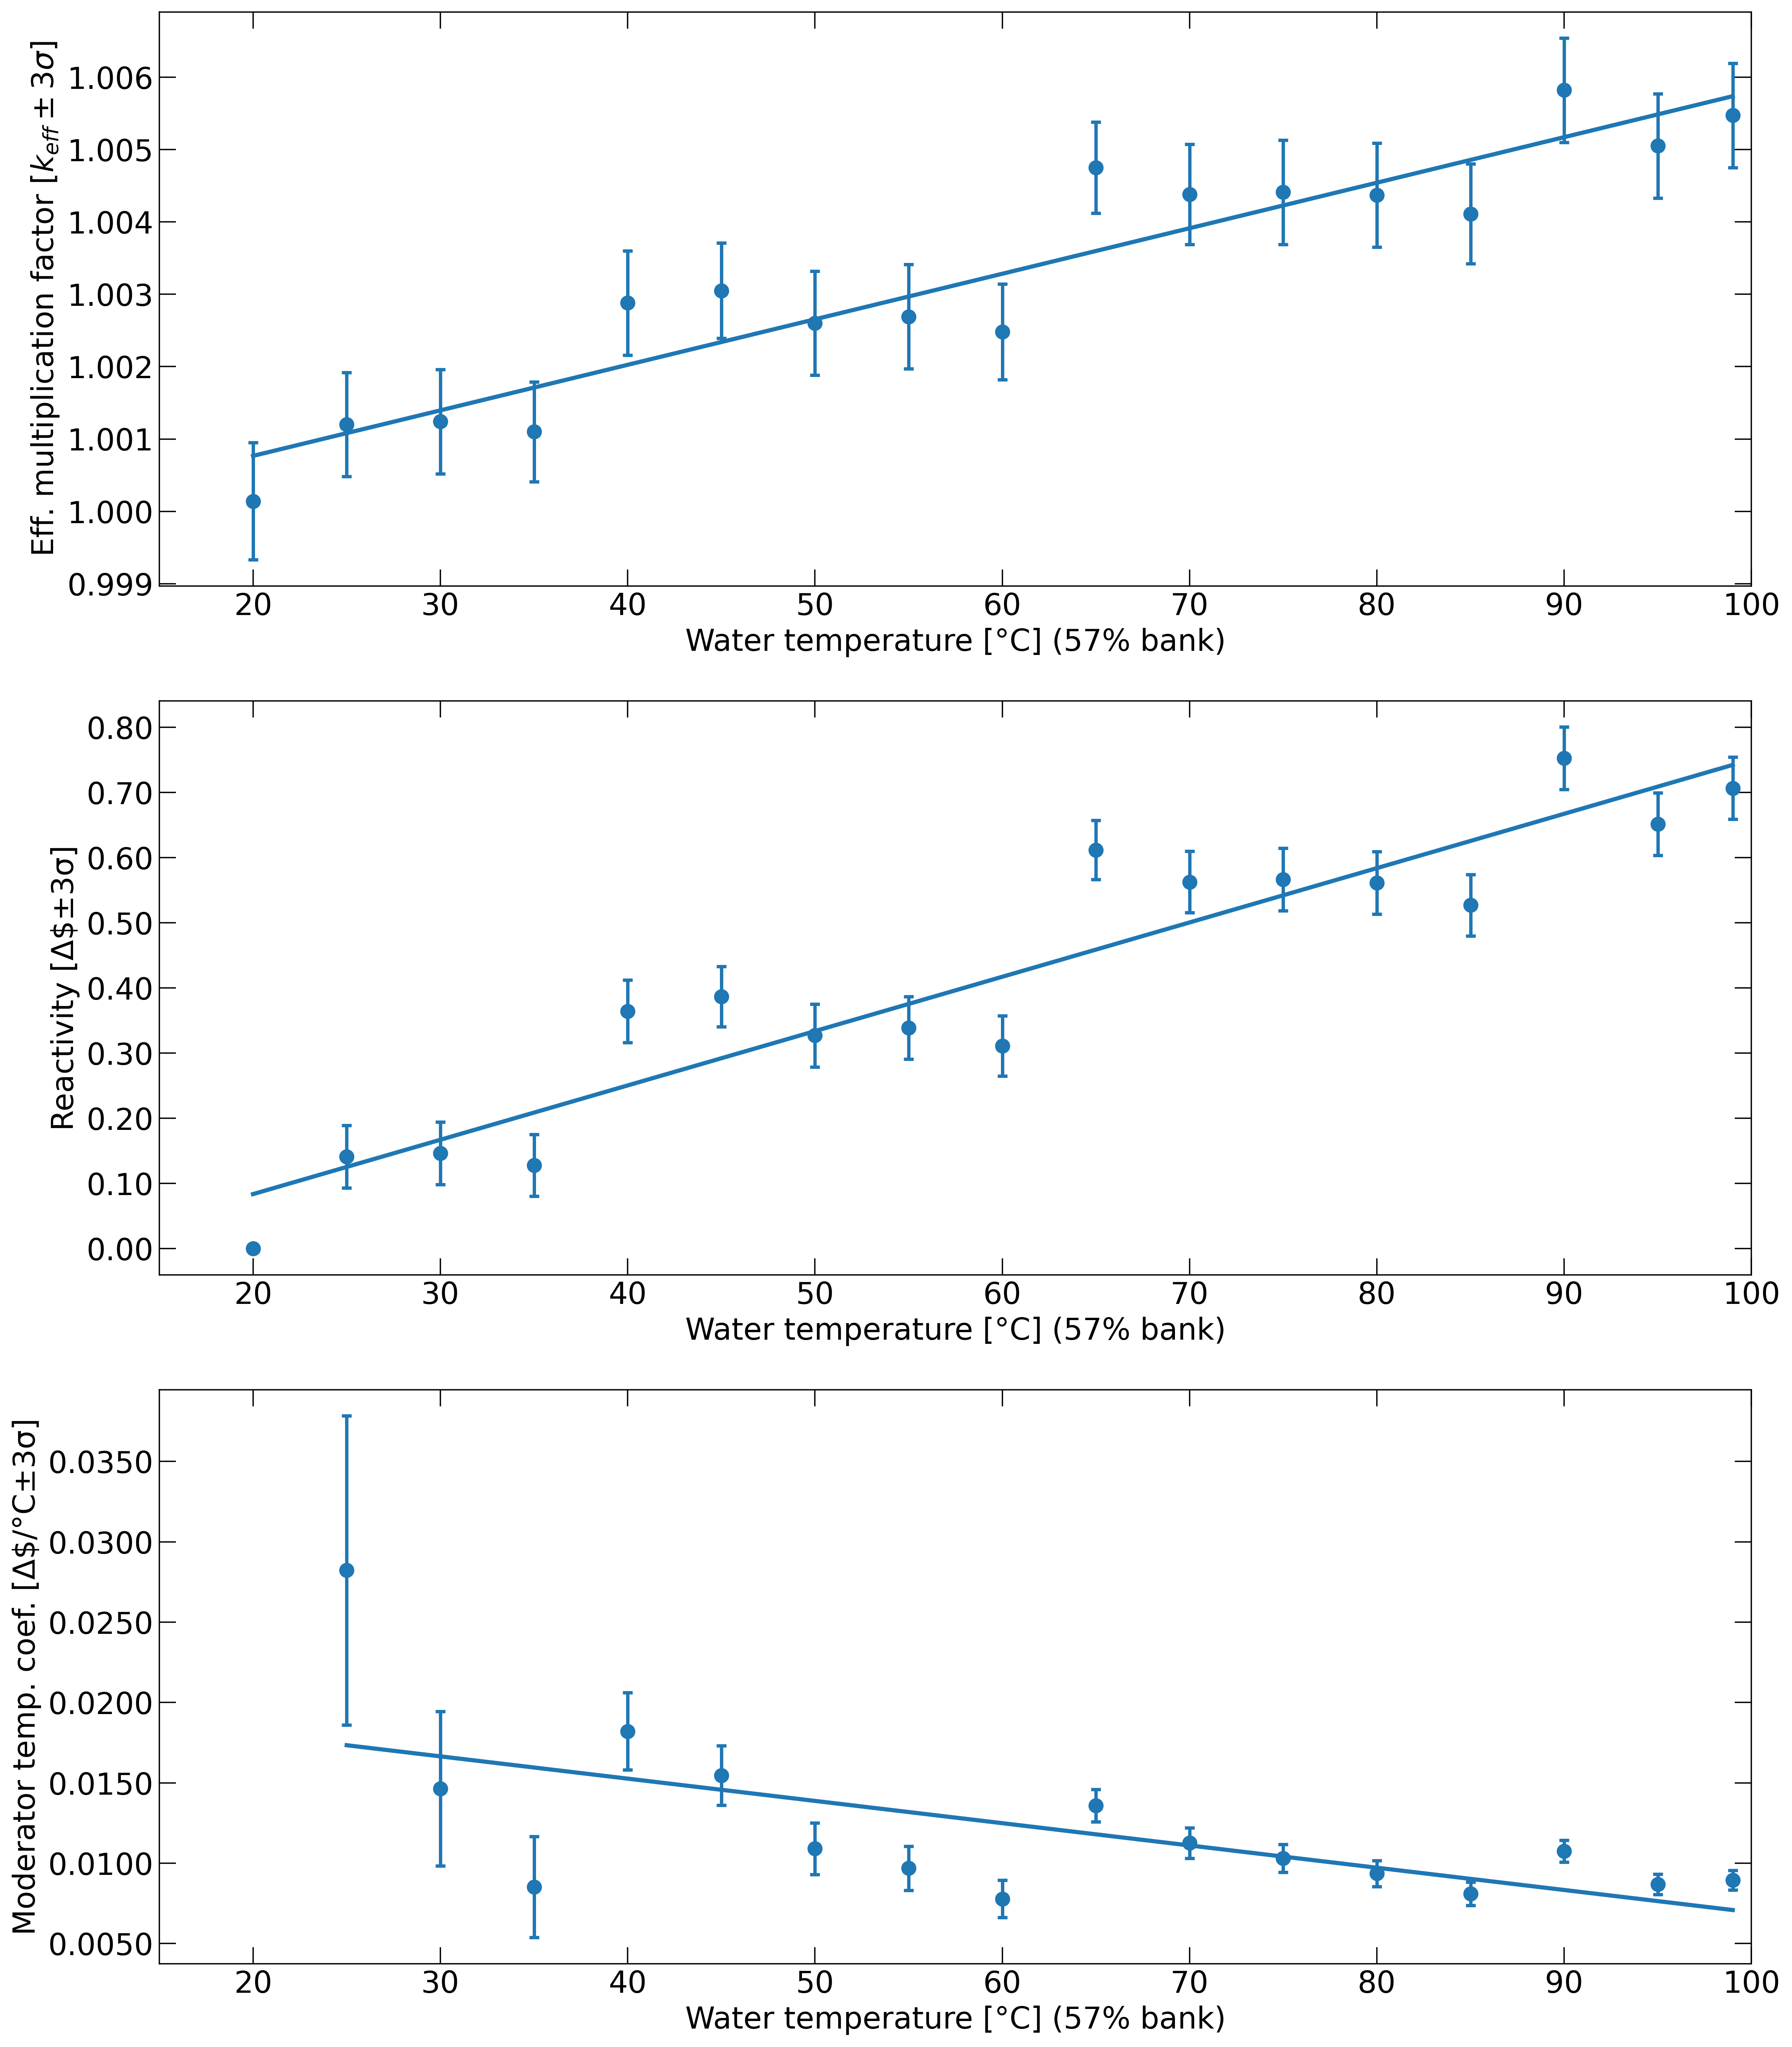 Eff. multiplication factor [k_eff ± 3σ]
1.006
1.005
1.004
1.003
1.002
1.001
1.000
0.999
20 30 40 50 60 70 80 90 100
Water temperature [°C] (57% bank)
Reactivity [Δ$±3σ]
0.80
0.70
0.60
0.50
0.40
0.30
0.20
0.10
0.00
20 30 40 50 60 70 80 90 100
Water temperature [°C] (57% bank)
Moderator temp. coef. [Δ$/°C±3σ]
0.0350
0.0300
0.0250
0.0200
0.0150
0.0100
0.0050
20 30 40 50 60 70 80 90 100
Water temperature [°C] (57% bank)